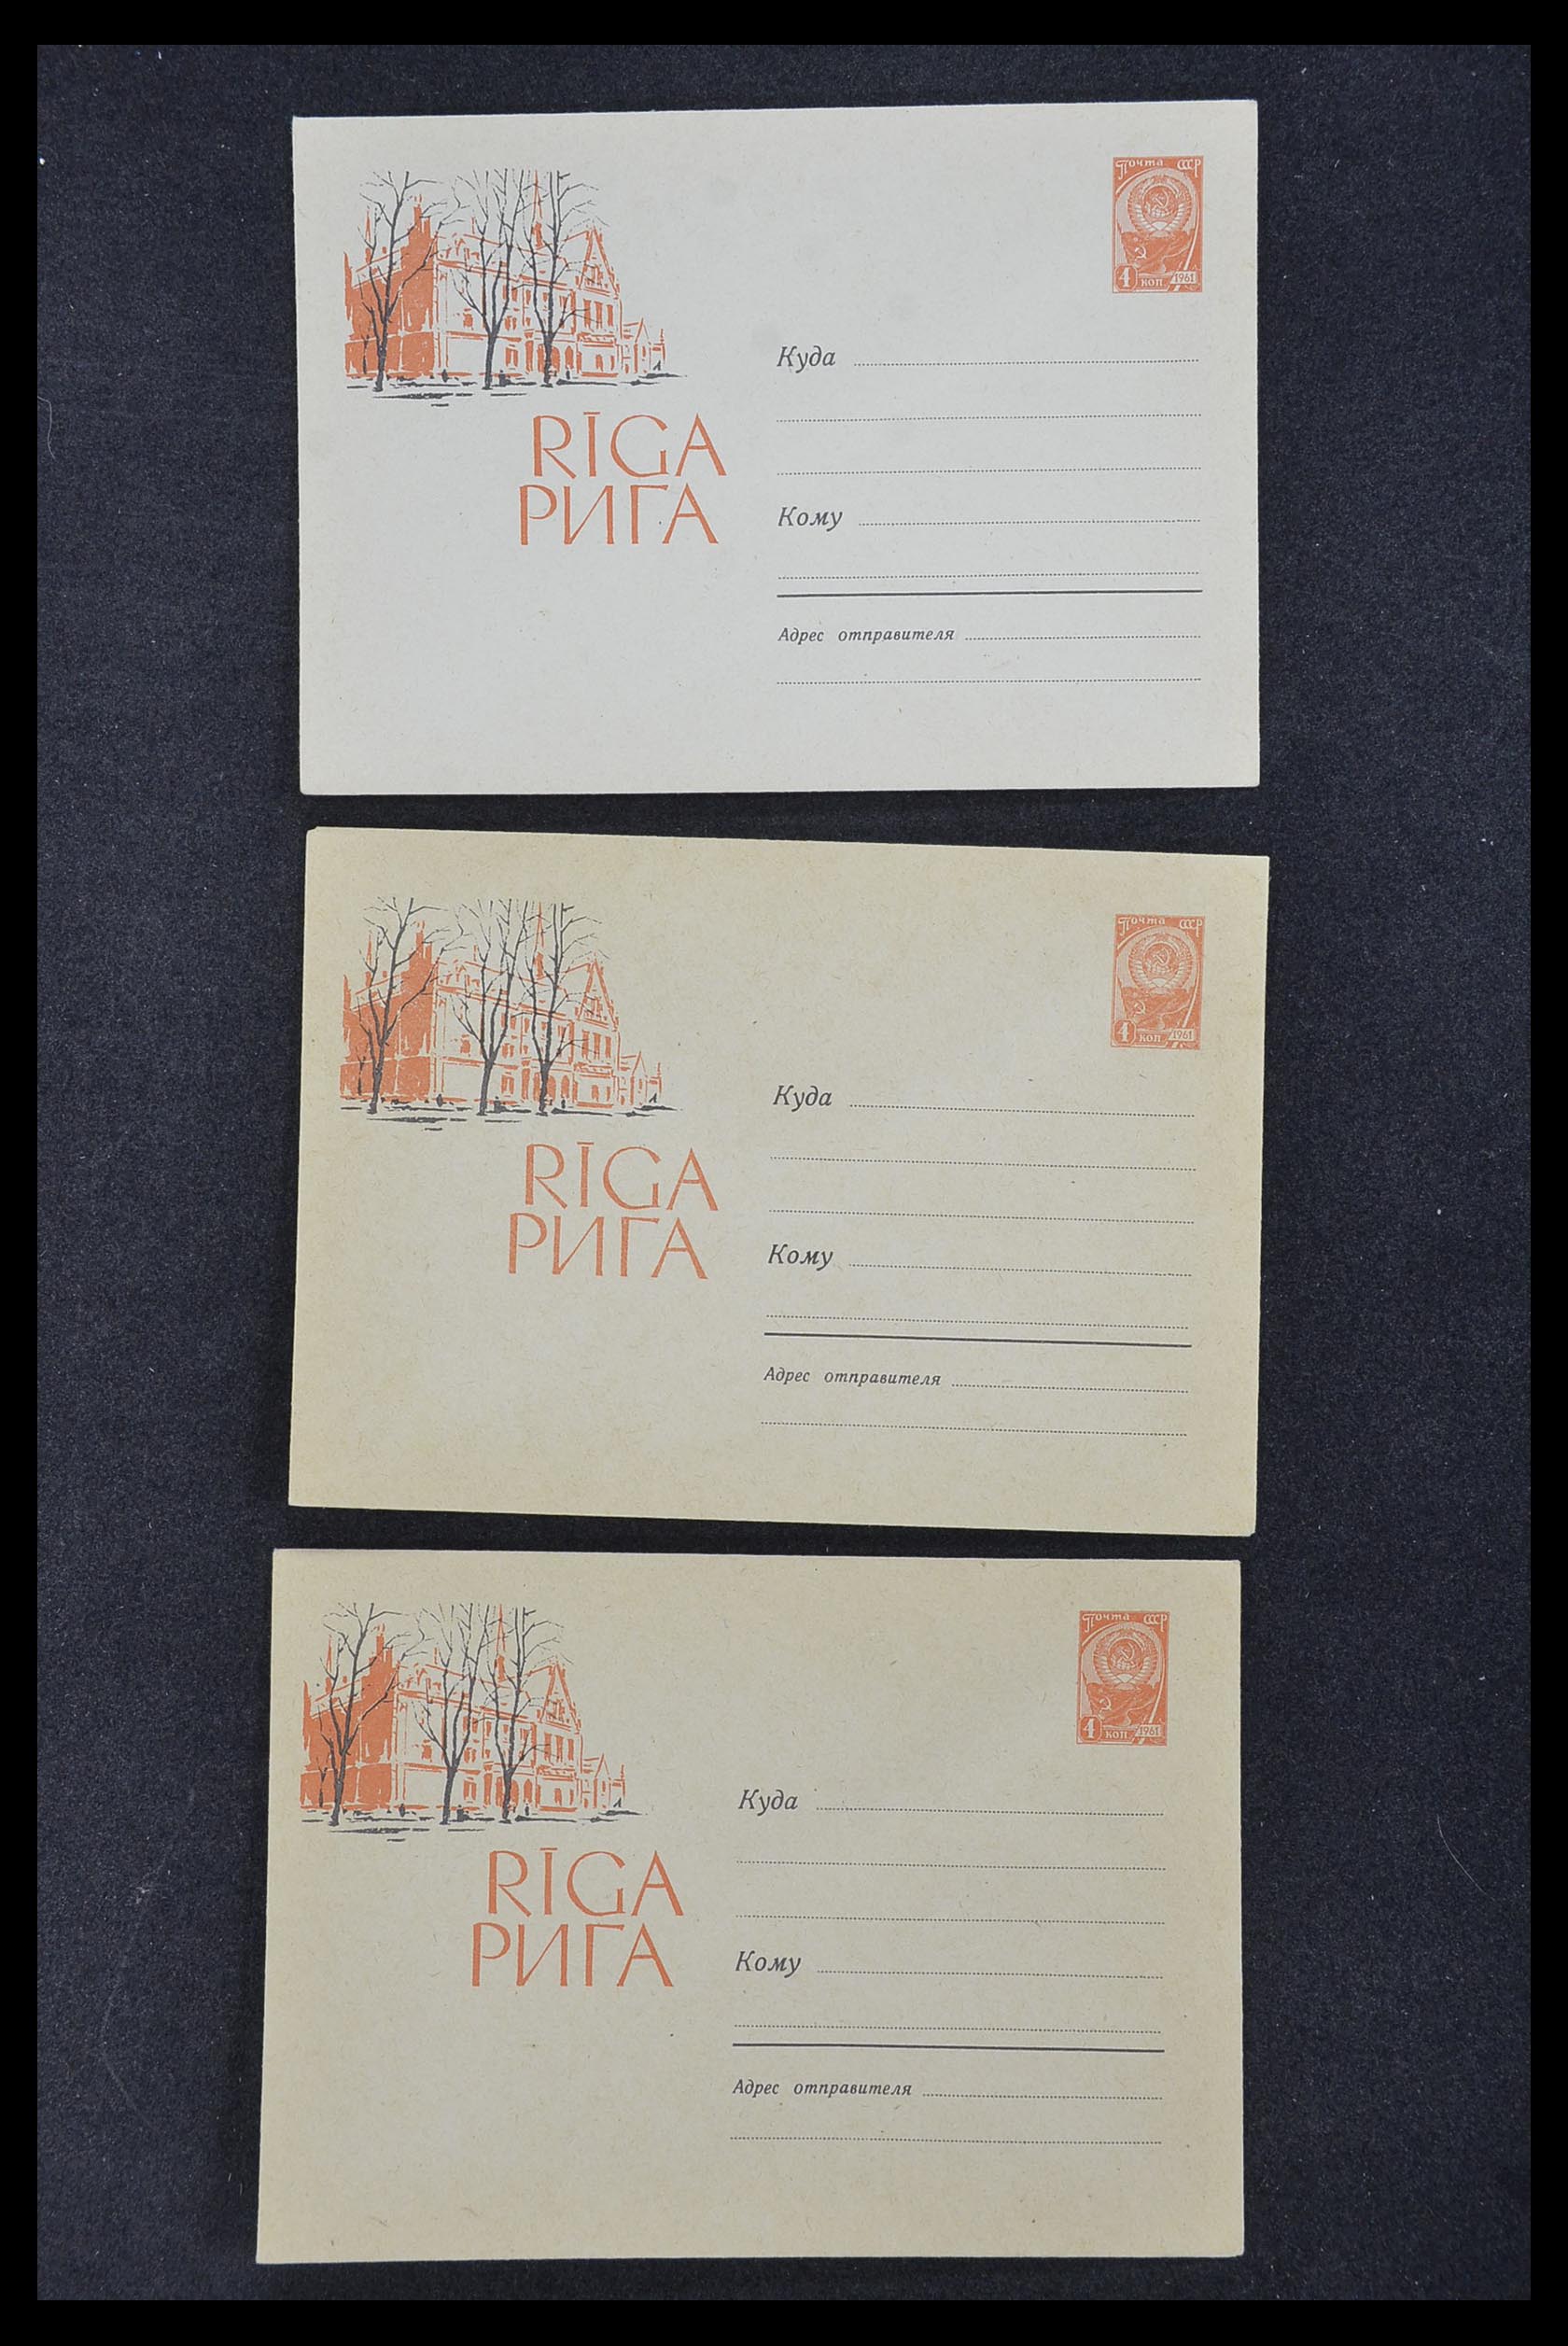 Почта СССР
4 коп 1961
Куда
RĪGA
РИГА
Кому
Адрес отправителя
Почта СССР
4 коп 1961
Куда
RĪGA
РИГА
Кому
Адрес отправителя
Почта СССР
4 коп 1961
Куда
RĪGA
РИГА
Кому
Адрес отправителя